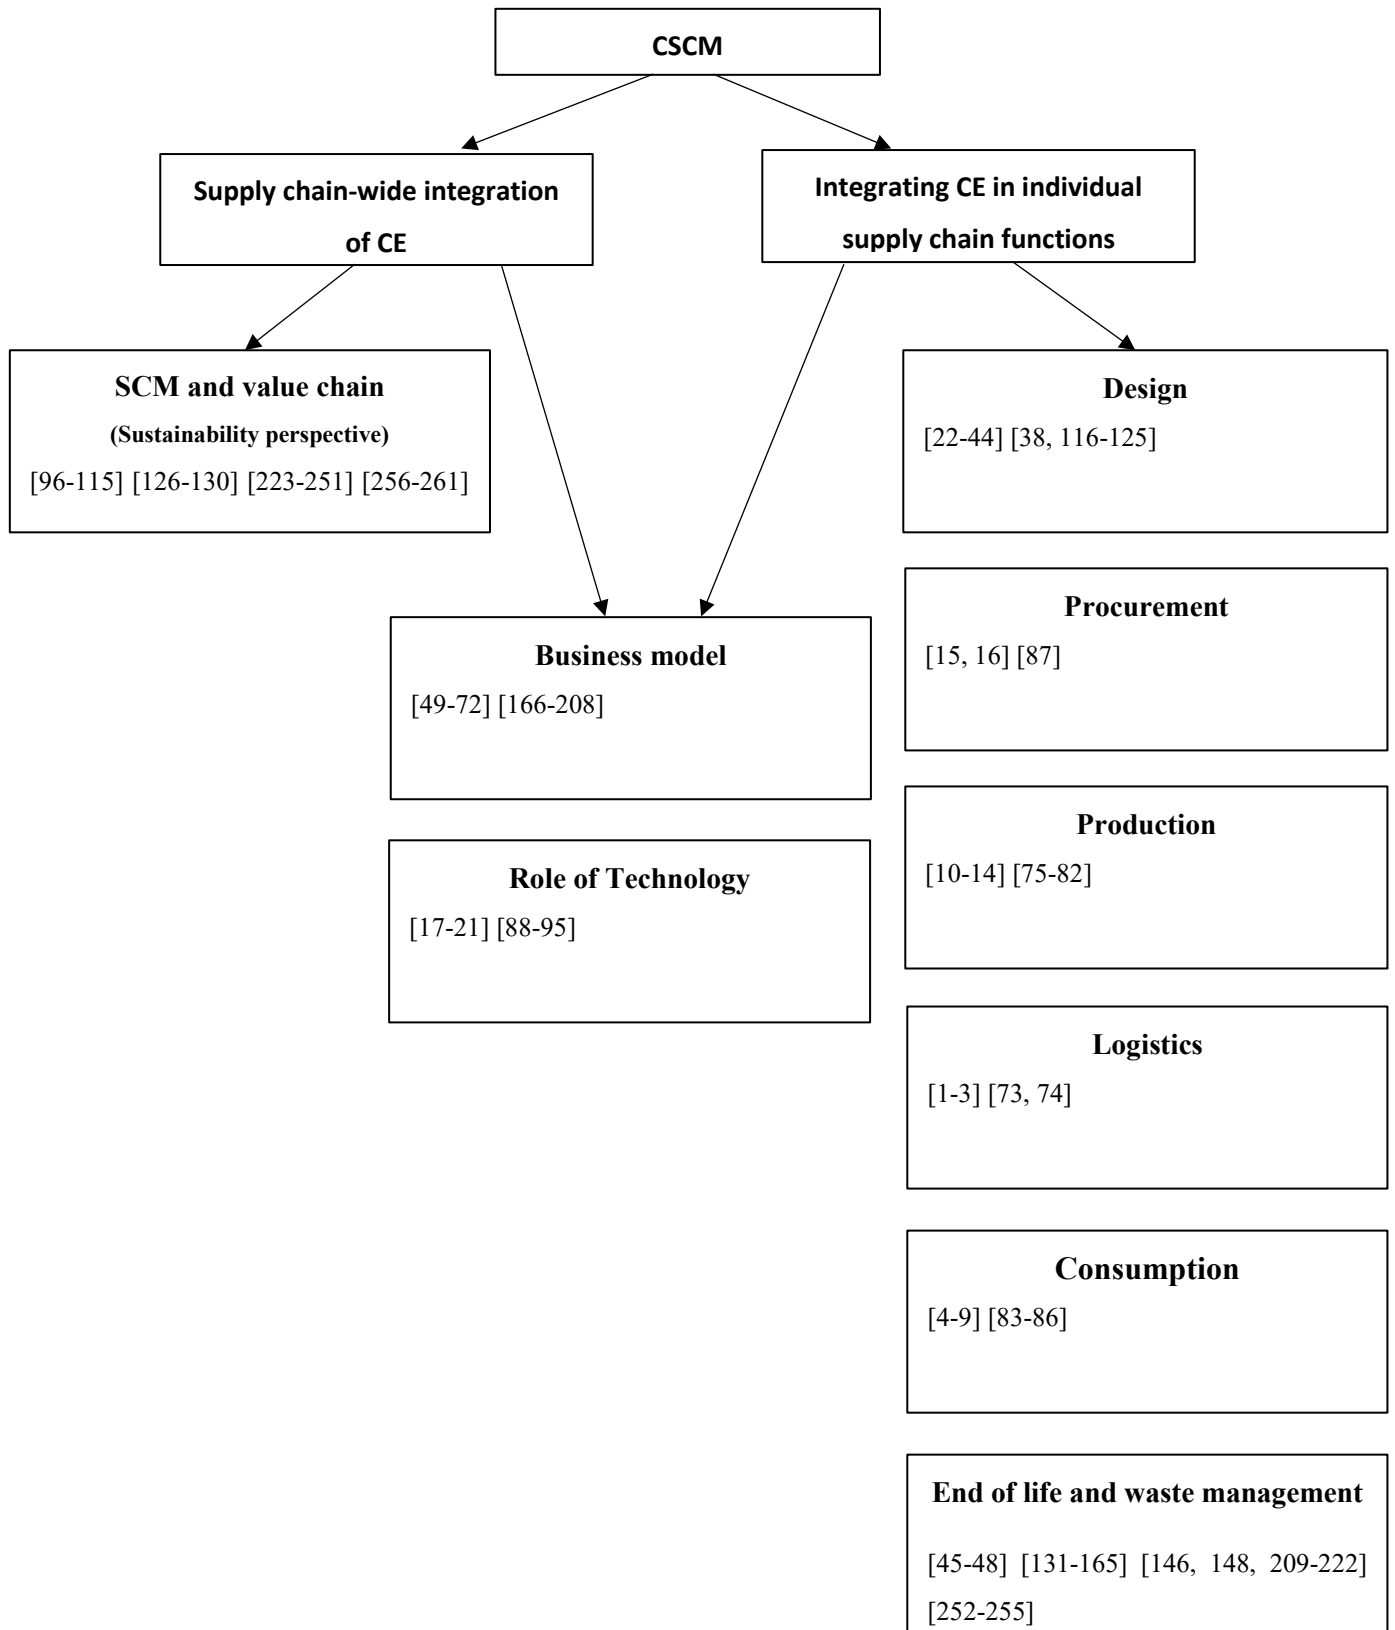 CSCM
Supply chain-wide integration
of CE
Integrating CE in individual
supply chain functions
SCM and value chain
(Sustainability perspective)
[96-115] [126-130] [223-251] [256-261]
Design
[22-44] [38, 116-125]
Procurement
[15, 16] [87]
Business model
[49-72] [166-208]
Production
[10-14] [75-82]
Role of Technology
[17-21] [88-95]
Logistics
[1-3] [73, 74]
Consumption
[4-9] [83-86]
End of life and waste management
[45-48] [131-165] [146, 148, 209-222]
[252-255]